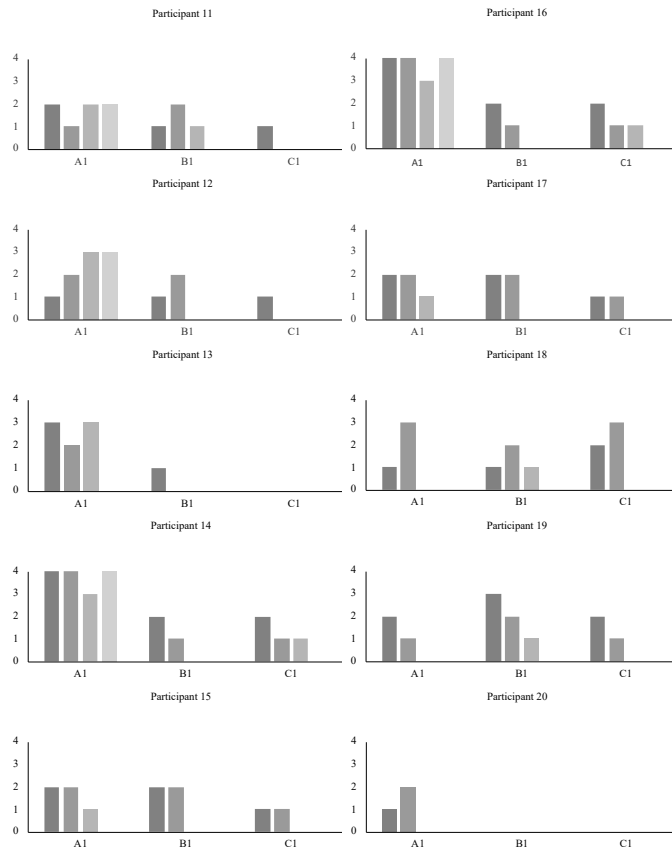 Participant 11
4
3
2
1
0
A1 B1 C1
Participant 16
4
3
2
1
0
A1 B1 C1
Participant 12
4
3
2
1
0
A1 B1 C1
Participant 17
4
3
2
1
0
A1 B1 C1
Participant 13
4
3
2
1
0
A1 B1 C1
Participant 18
4
3
2
1
0
A1 B1 C1
Participant 14
4
3
2
1
0
A1 B1 C1
Participant 19
4
3
2
1
0
A1 B1 C1
Participant 15
4
3
2
1
0
A1 B1 C1
Participant 20
4
3
2
1
0
A1 B1 C1